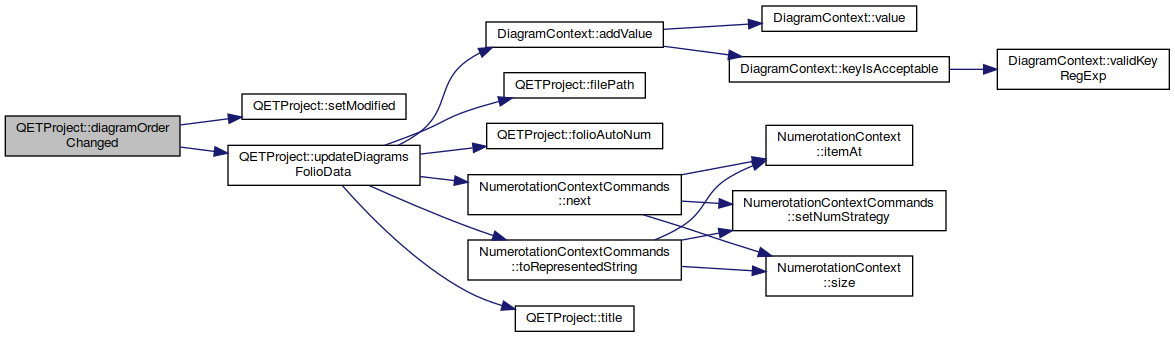 QETProject::diagramOrder
Changed
QETProject::setModified
QETProject::updateDiagrams
FolioData
DiagramContext::addValue
QETProject::filePath
QETProject::folioAutoNum
NumerotationContextCommands
::next
NumerotationContextCommands
::toRepresentedString
QETProject::title
DiagramContext::value
DiagramContext::keyIsAcceptable
NumerotationContext
::itemAt
NumerotationContextCommands
::setNumStrategy
NumerotationContext
::size
DiagramContext::validKey
RegExp